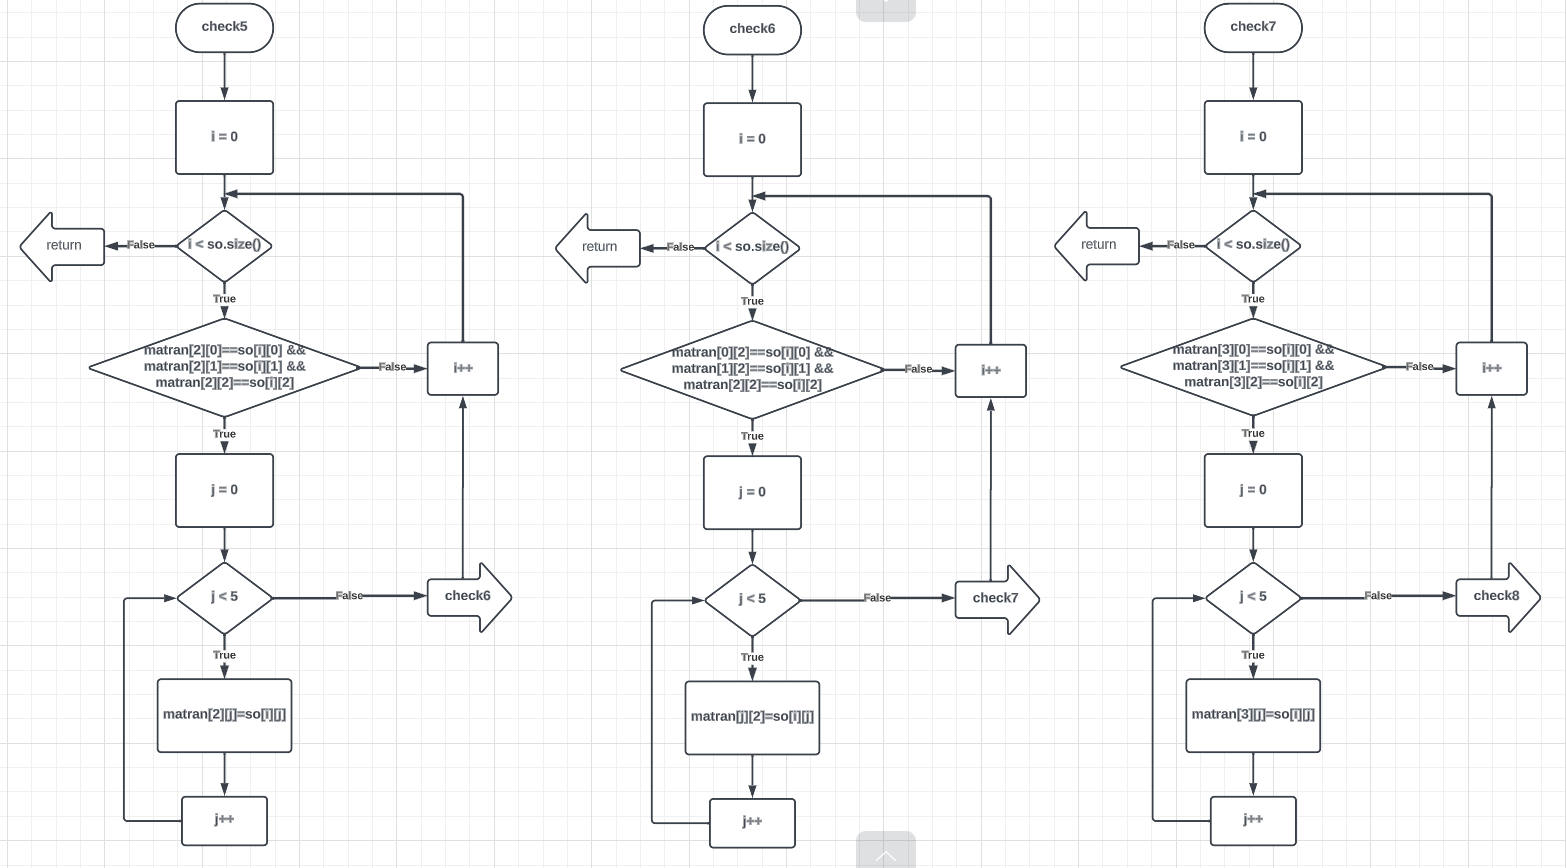 check5
i = 0
i < so.size()
False
return
True
matran[2][0]==so[i][0] &&
matran[2][1]==so[i][1] &&
matran[2][2]==so[i][2]
False
i++
True
j = 0
j < 5
False
check6
True
matran[2][j]=so[i][j]
j++
check6
i = 0
i < so.size()
False
return
True
matran[0][2]==so[i][0] &&
matran[1][2]==so[i][1] &&
matran[2][2]==so[i][2]
False
i++
True
j = 0
j < 5
False
check7
True
matran[j][2]=so[i][j]
j++
check7
i = 0
i < so.size()
False
return
True
matran[3][0]==so[i][0] &&
matran[3][1]==so[i][1] &&
matran[3][2]==so[i][2]
False
i++
True
j = 0
j < 5
False
check8
True
matran[3][j]=so[i][j]
j++